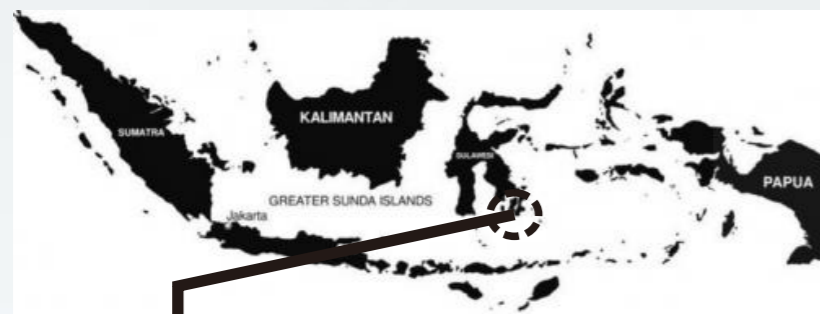 KALIMANTAN
SUMATRA
SULAWESI
PAPUA
GREATER SUNDA ISLANDS
Jakarta